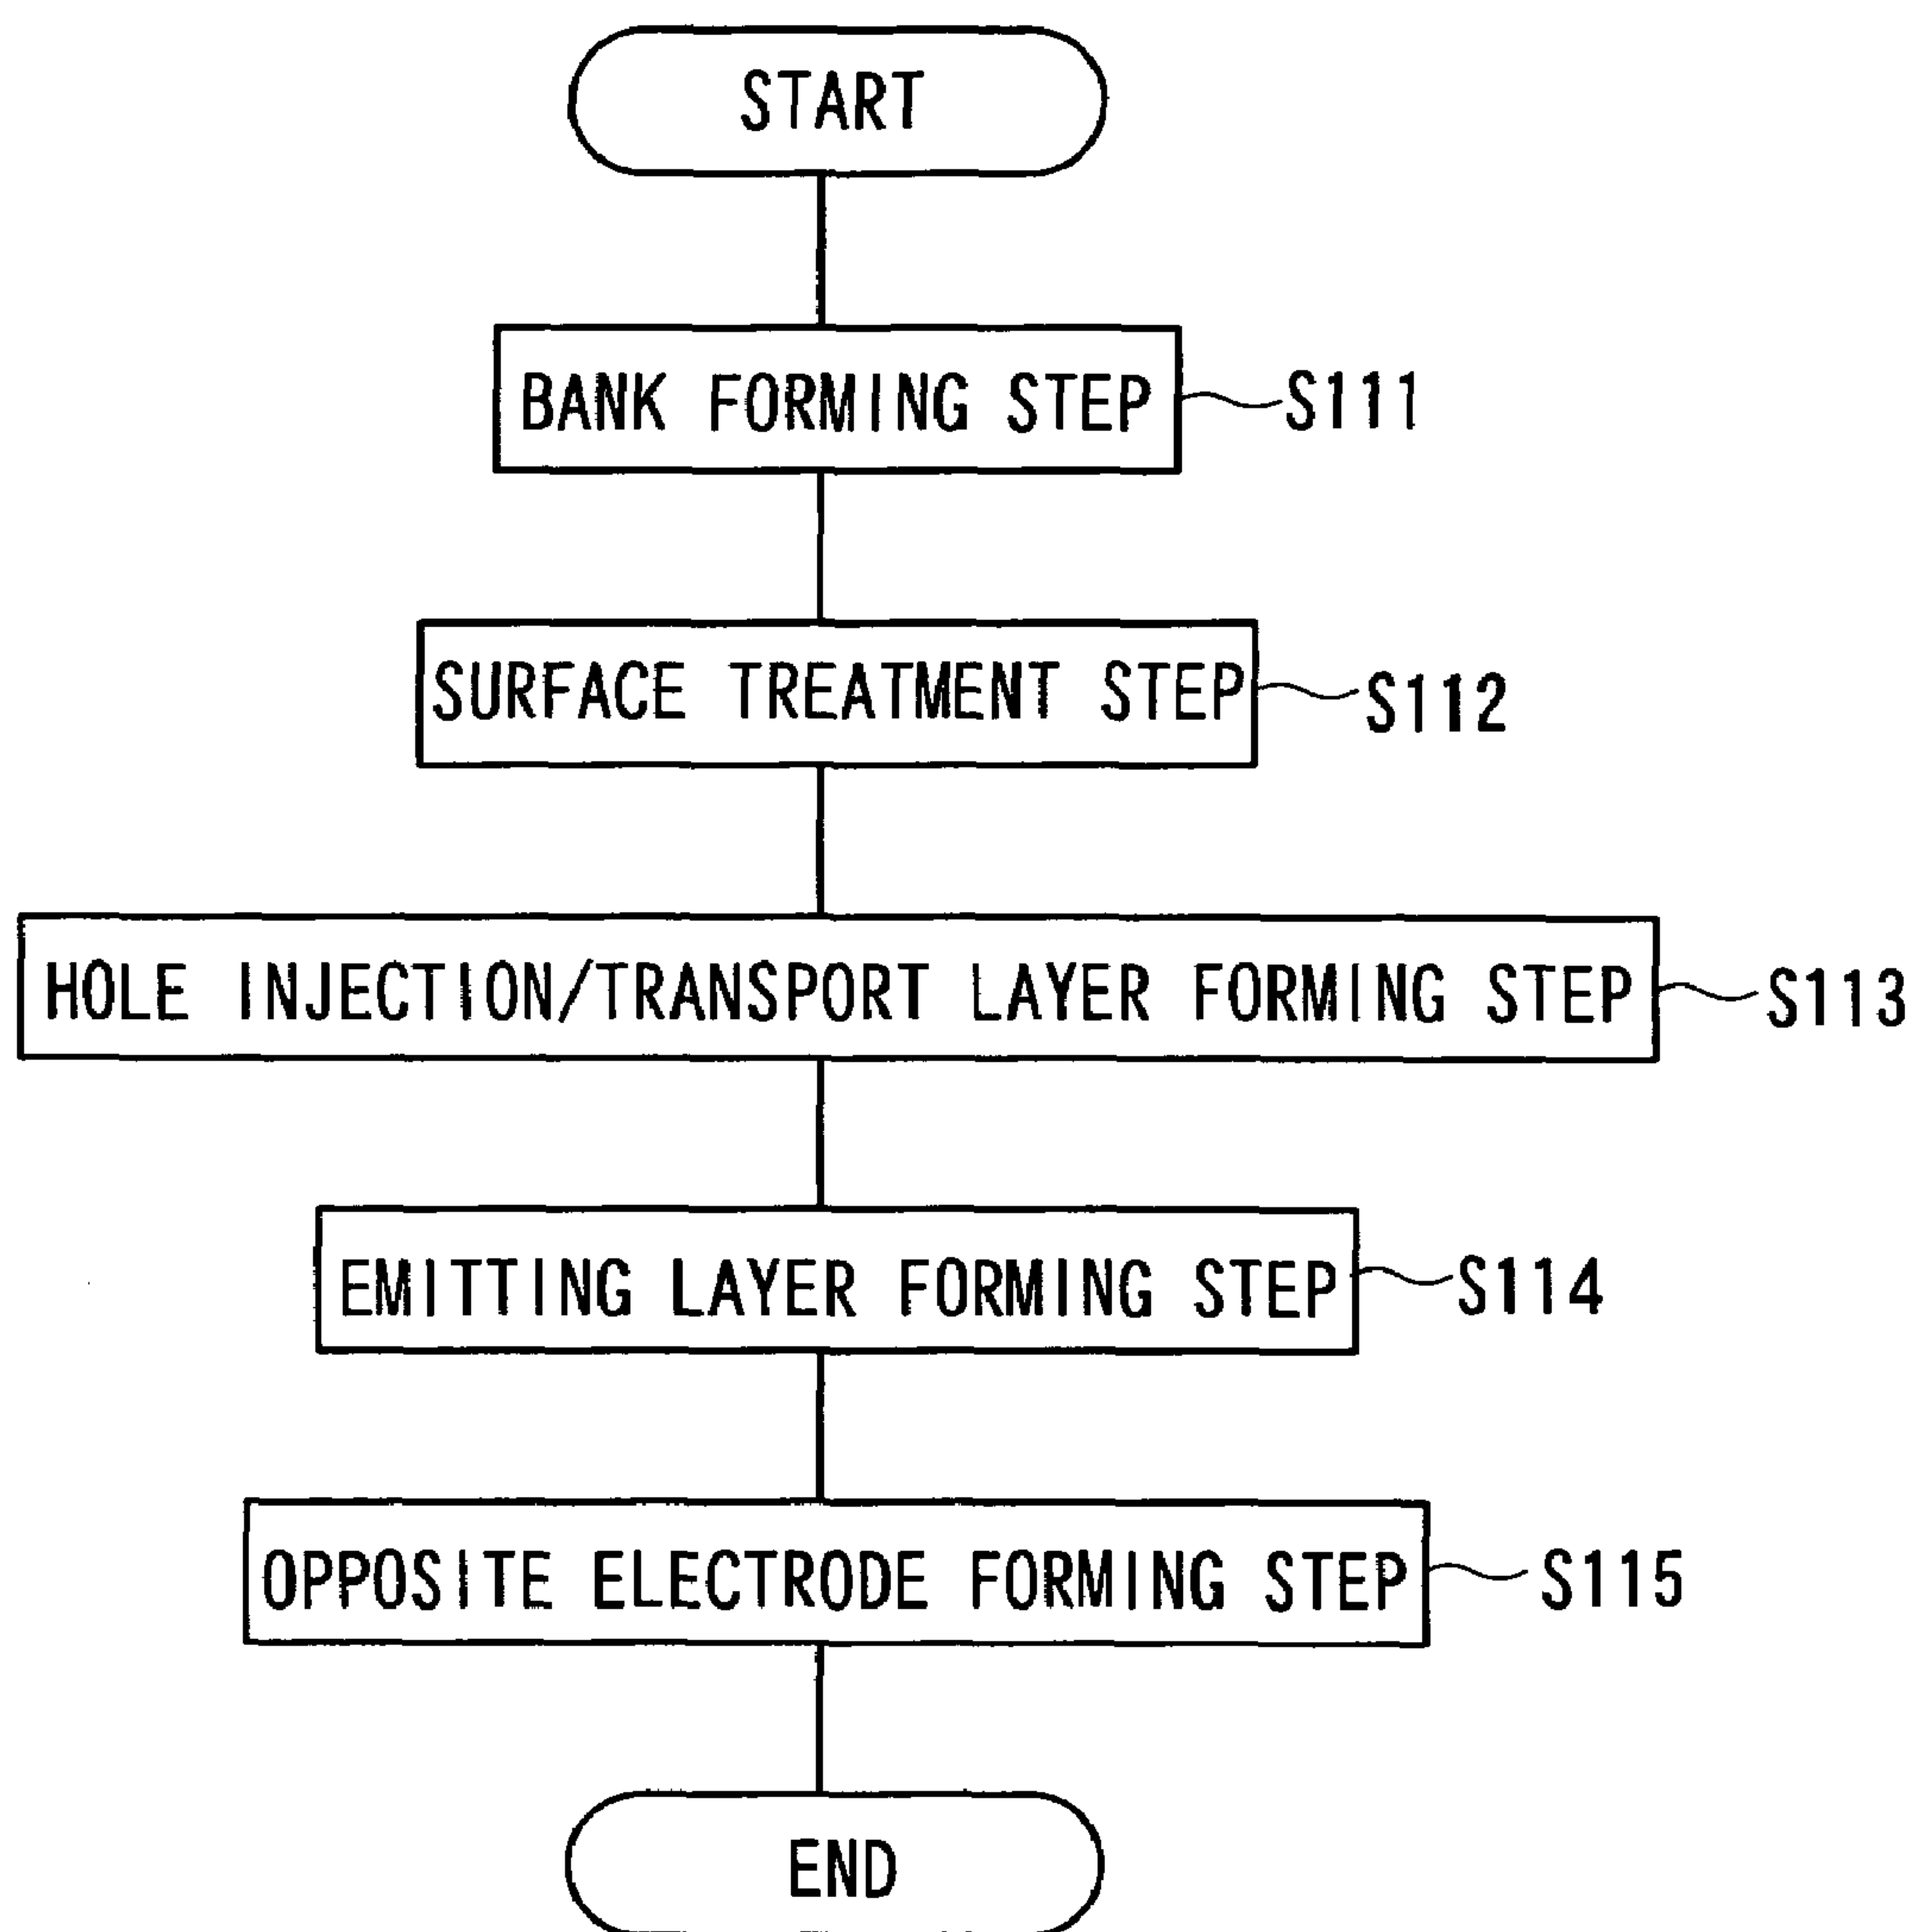 START
BANK FORMING STEP S111
SURFACE TREATMENT STEP S112
HOLE INJECTION/TRANSPORT LAYER FORMING STEP S113
EMITTING LAYER FORMING STEP S114
OPPOSITE ELECTRODE FORMING STEP S115
END